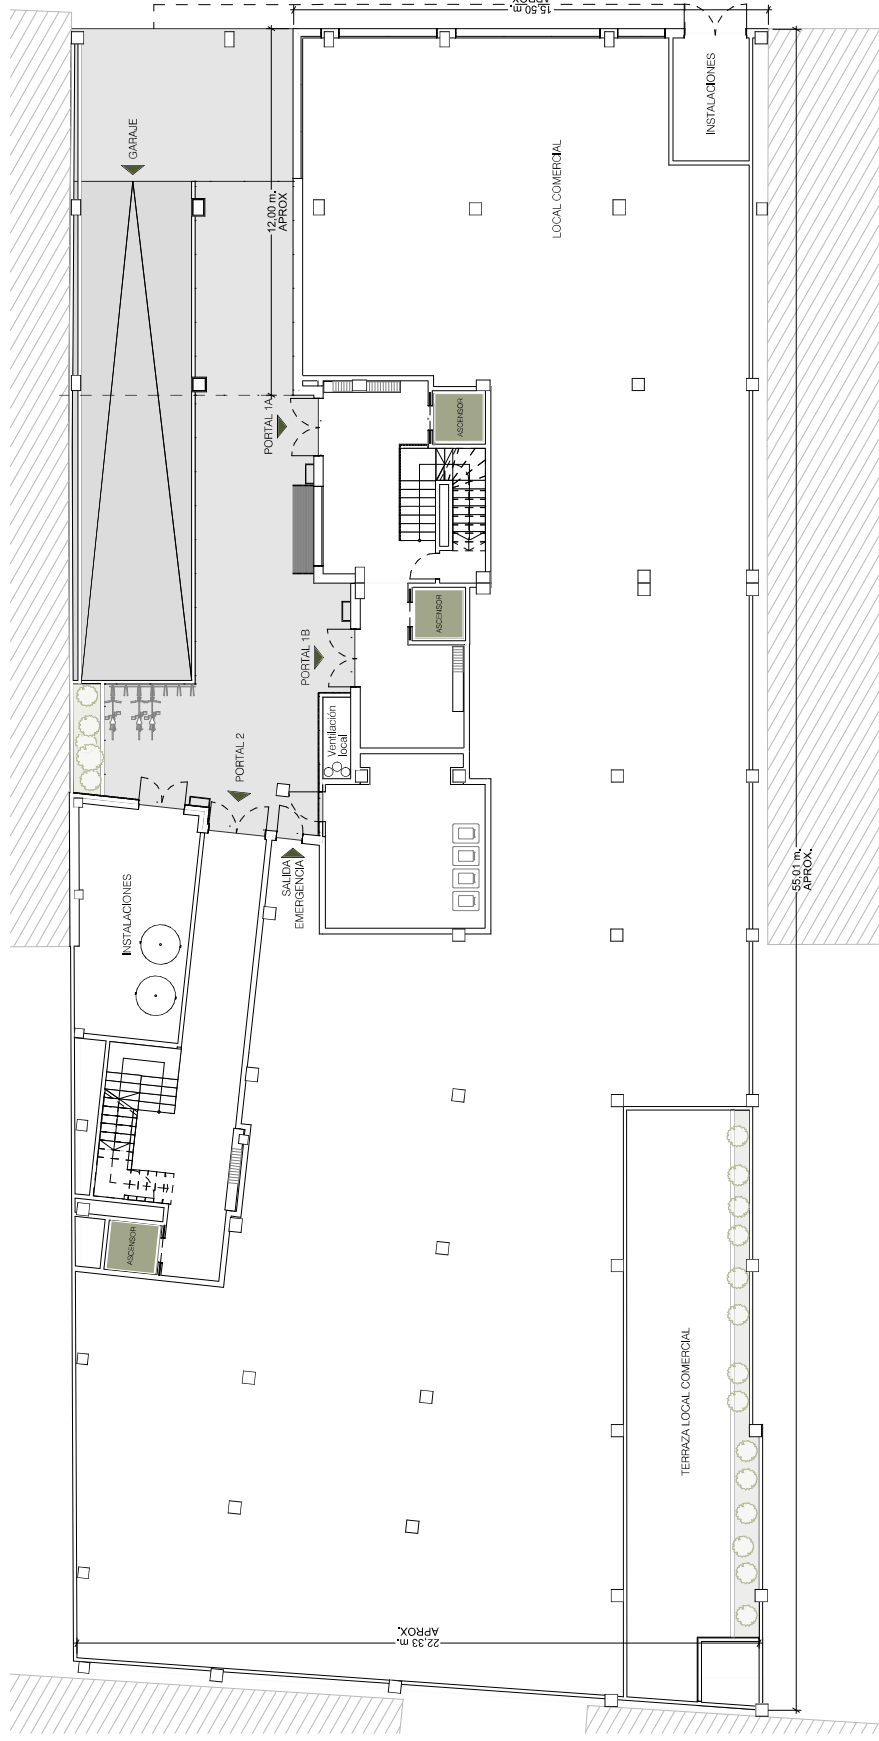 15,50 m.
APROX
GARAJE
INSTALACIONES
LOCAL COMERCIAL
12,00 m.
APROX
PORTAL 1A
ASCENSOR
ASCENSOR
PORTAL 1B
Ventilación
local
PORTAL 2
SALIDA
EMERGENCIA
INSTALACIONES
55,01 m.
APROX.
ASCENSOR
TERRAZA LOCAL COMERCIAL
22,33 m.
APROX.